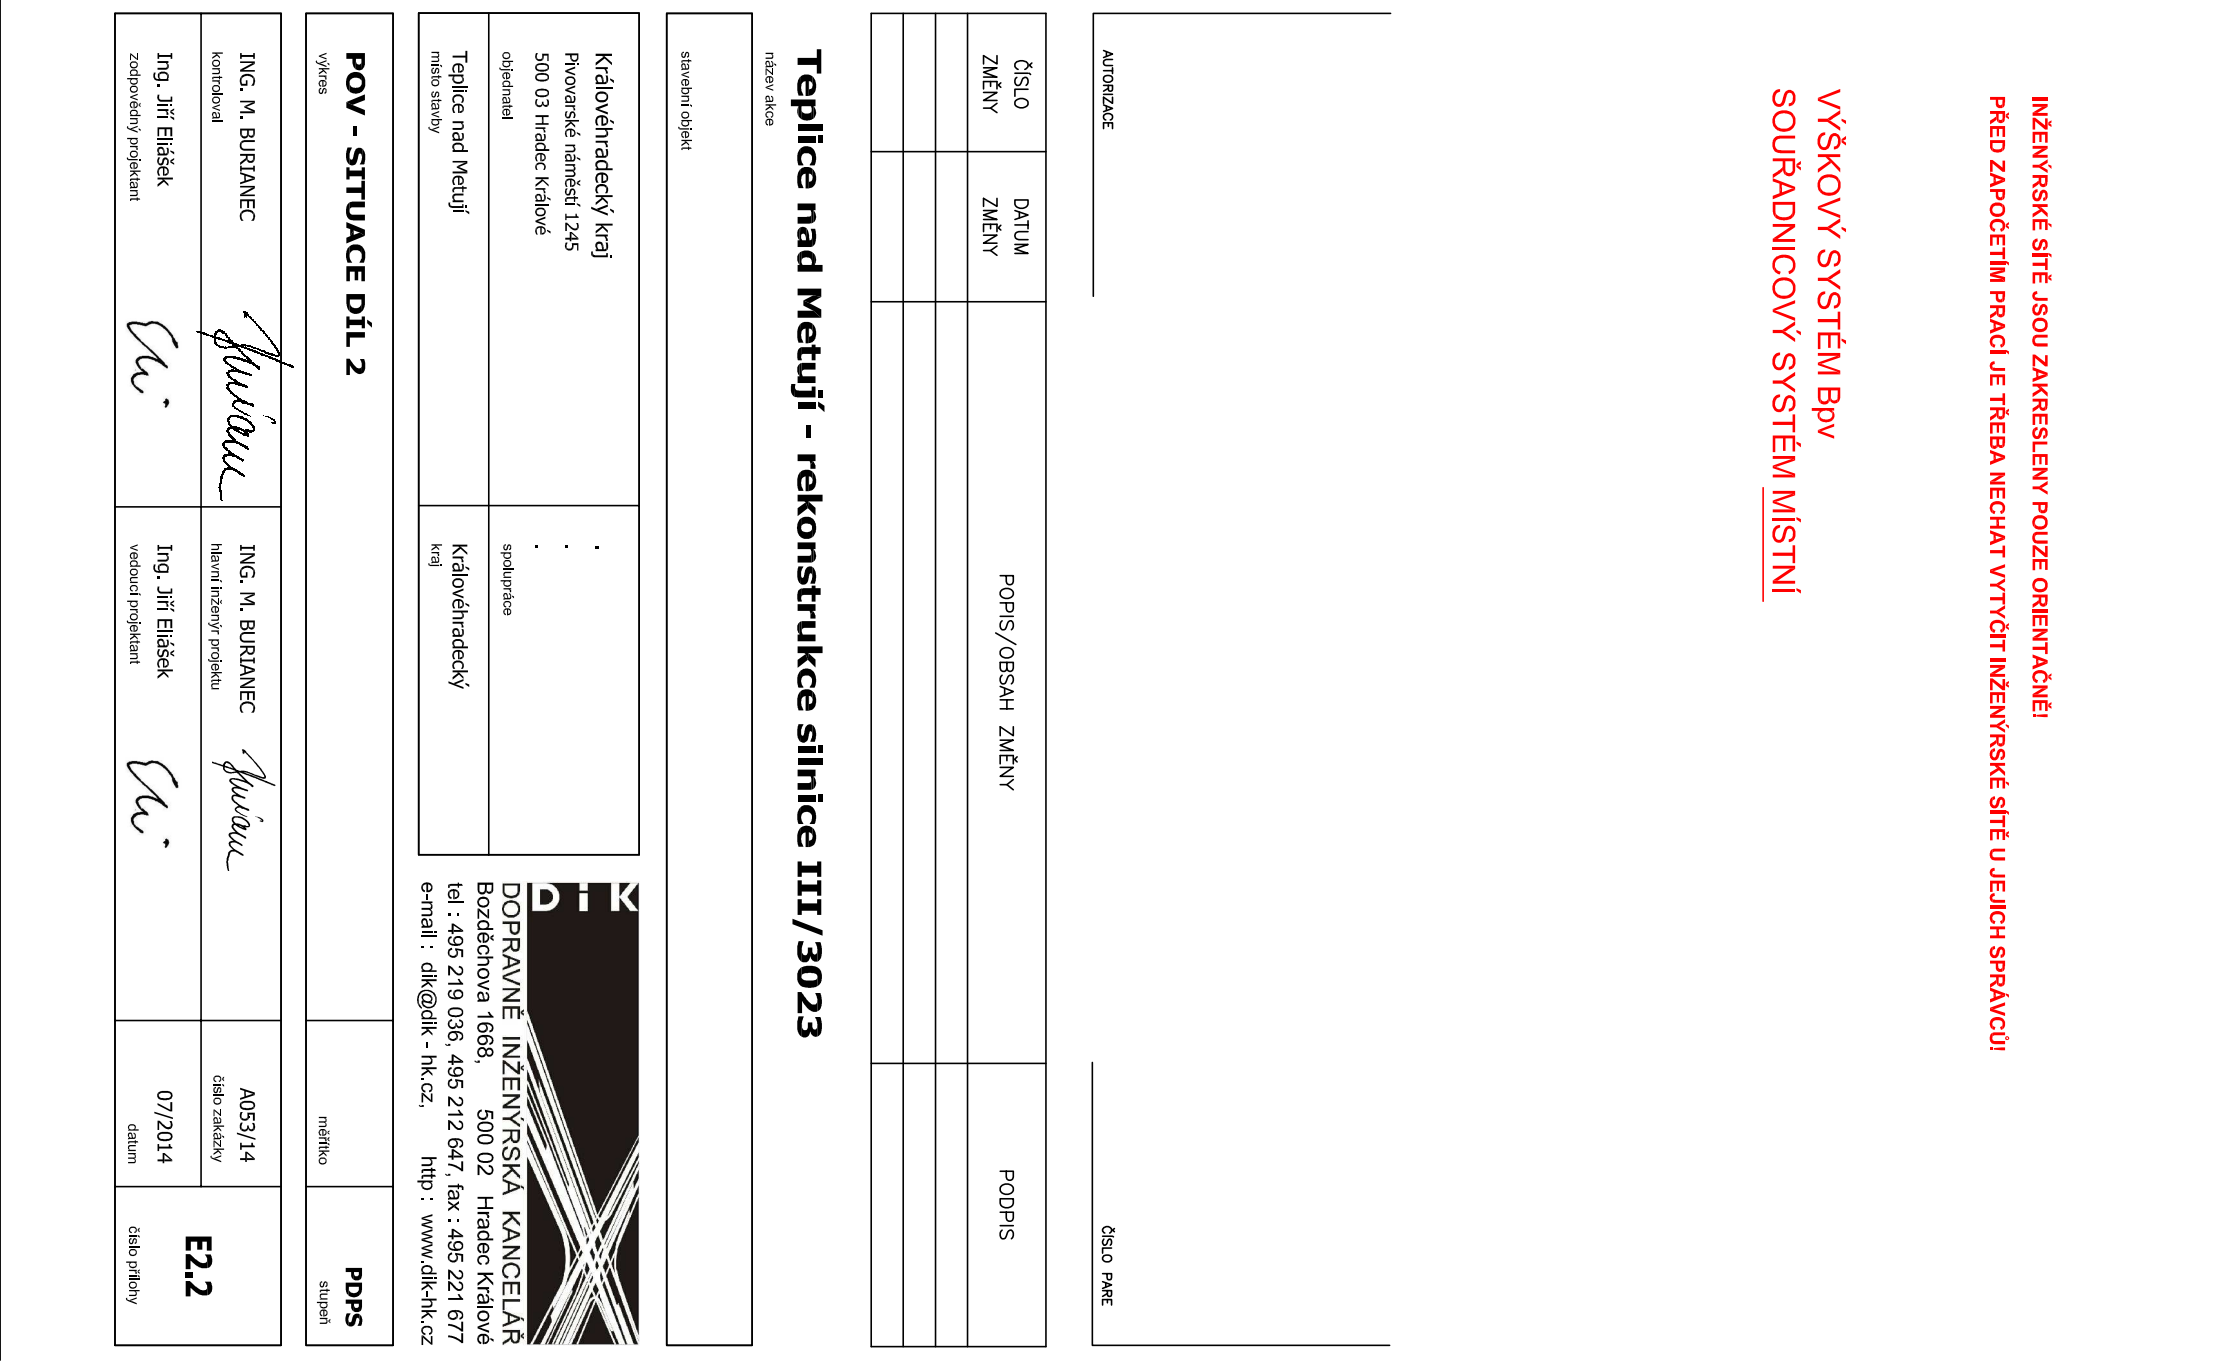 INŽENÝRSKÉ SÍTĚ JSOU ZAKRESLENY POUZE ORIENTAČNĚ!
PŘED ZAPOČETÍM PRACÍ JE TŘEBA NECHAT VYTYČIT INŽENÝRSKÉ SÍTĚ U JEJICH SPRÁVCŮ!
VÝŠKOVÝ SYSTÉM Bpv
SOUŘADNICOVÝ SYSTÉM MÍSTNÍ
AUTORIZACE
ČÍSLO PARE
ČÍSLO ZMĚNY
DATUM ZMĚNY
POPIS/OBSAH ZMĚNY
PODPIS
Teplice nad Metují - rekonstrukce silnice III/3023
název akce
stavební objekt
Královéhradecký kraj
Pivovarské náměstí 1245
500 03 Hradec Králové
objednatel
.
.
spolupráce
Teplice nad Metují
místo stavby
Královéhradecký
kraj
DiK
DOPRAVNĚ INŽENÝRSKÁ KANCELÁŘ
Bozděchova 1668, 500 02 Hradec Králové
tel : 495 219 036, 495 212 647, fax : 495 221 677
e-mail : dik@dik - hk.cz, http : www.dik-hk.cz
POV - SITUACE DÍL 2
výkres
měřítko
PDPS
stupeň
ING. M. BURIANEC
kontroloval
ING. M. BURIANEC
hlavní inženýr projektu
A053/14
číslo zakázky
Ing. Jiří Eliášek
zodpovědný projektant
Ing. Jiří Eliášek
vedoucí projektant
07/2014
datum
E2.2
číslo přílohy